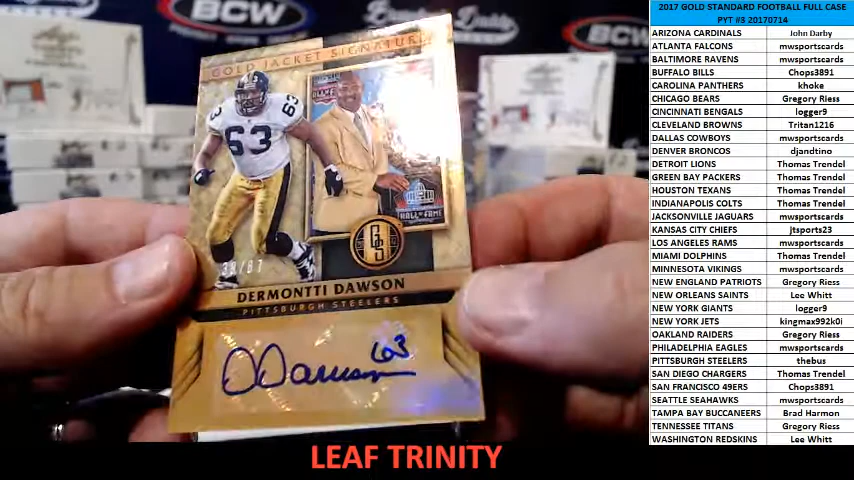 BCW
BCW
GOLD JACKET SIGNATURES
63
63
HALL OF FAME
GS
39/87
DERMONTTI DAWSON
PITTSBURGH STEELERS
D Dawson 63
LEAF TRINITY
2017 GOLD STANDARD FOOTBALL FULL CASE
PYT #3 20170714
ARIZONA CARDINALS John Darby
ATLANTA FALCONS mwsportscards
BALTIMORE RAVENS mwsportscards
BUFFALO BILLS Chops3891
CAROLINA PANTHERS khoke
CHICAGO BEARS Gregory Riess
CINCINNATI BENGALS logger9
CLEVELAND BROWNS Tritan1216
DALLAS COWBOYS mwsportscards
DENVER BRONCOS djandtino
DETROIT LIONS Thomas Trendel
GREEN BAY PACKERS Thomas Trendel
HOUSTON TEXANS Thomas Trendel
INDIANAPOLIS COLTS Thomas Trendel
JACKSONVILLE JAGUARS mwsportscards
KANSAS CITY CHIEFS jtsports23
LOS ANGELES RAMS mwsportscards
MIAMI DOLPHINS Thomas Trendel
MINNESOTA VIKINGS mwsportscards
NEW ENGLAND PATRIOTS Gregory Riess
NEW ORLEANS SAINTS Lee Whitt
NEW YORK GIANTS logger9
NEW YORK JETS kingmax992k0i
OAKLAND RAIDERS Gregory Riess
PHILADELPHIA EAGLES mwsportscards
PITTSBURGH STEELERS thebus
SAN DIEGO CHARGERS Thomas Trendel
SAN FRANCISCO 49ERS Chops3891
SEATTLE SEAHAWKS mwsportscards
TAMPA BAY BUCCANEERS Brad Harmon
TENNESSEE TITANS Gregory Riess
WASHINGTON REDSKINS Lee Whitt